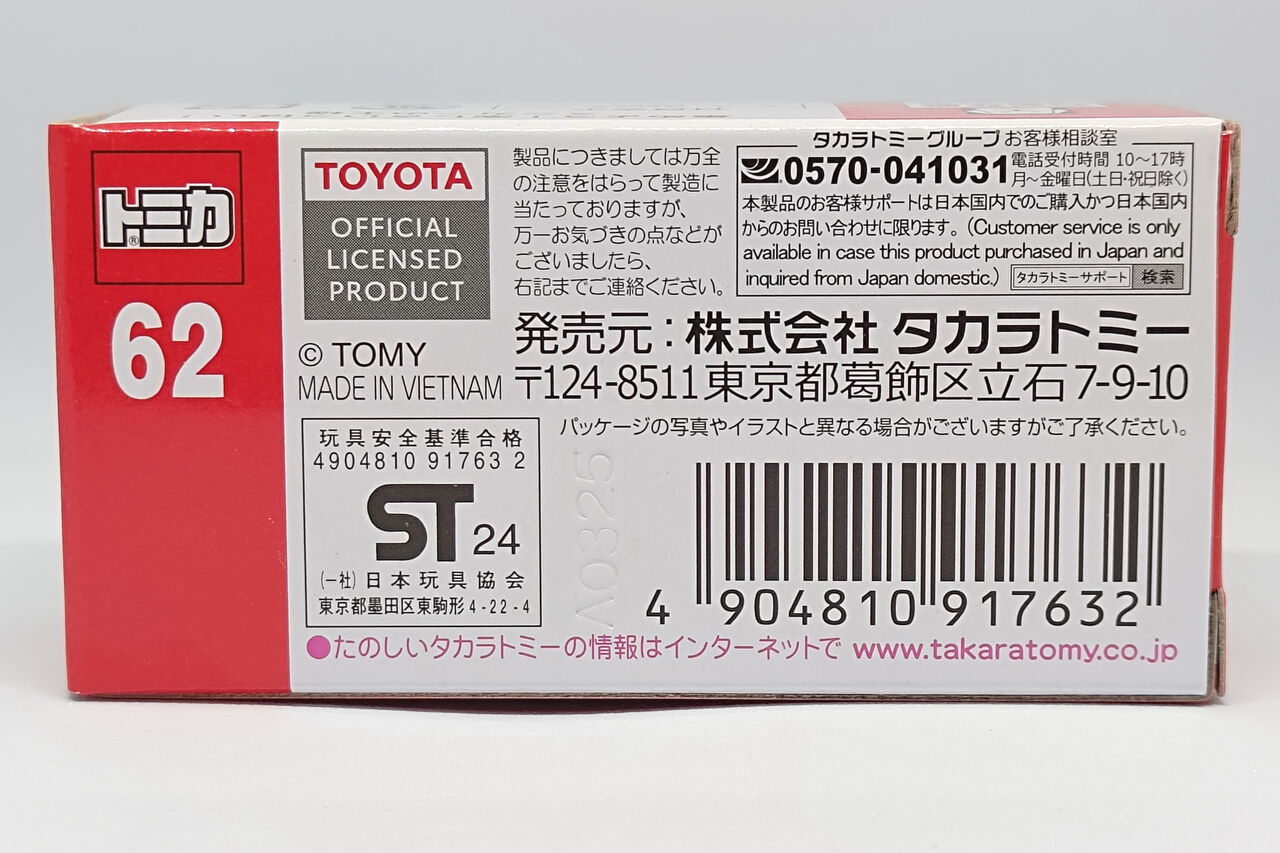 トミカ
®
62
TOYOTA
OFFICIAL
LICENSED
PRODUCT
© TOMY
MADE IN VIETNAM
製品につきましては万全
の注意をはらって製造に
当たっておりますが、
万一お気づきの点などが
ございましたら、
右記までご連絡ください。
タカラトミーグループ お客様相談室
0570-041031 電話受付時間 10～17時
月～金曜日(土日・祝日除く)
本製品のお客様サポートは日本国内でのご購入かつ日本国内
からのお問い合わせに限ります。(Customer service is only
available in case this product purchased in Japan and
inquired from Japan domestic.) タカラトミーサポート 検索
発売元：株式会社 タカラトミー
〒124-8511 東京都葛飾区立石 7-9-10
パッケージの写真やイラストと異なる場合がございますがご了承ください。
玩具安全基準合格
4904810 91763 2
ST 24
(一社) 日本玩具協会
東京都墨田区東駒形 4-22-4
A0325
4 904810 917632
●たのしいタカラトミーの情報はインターネットで www.takaratomy.co.jp